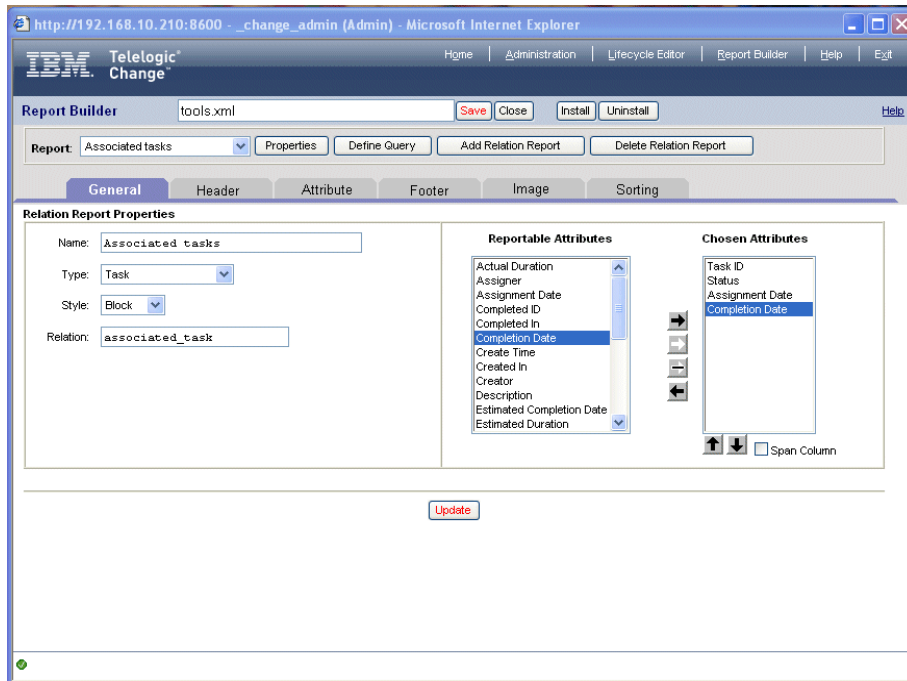 http://192.168.10.210:8600 - _change_admin (Admin) - Microsoft Internet Explorer
IBM. Telelogic® Change™ Home Administration Lifecycle Editor Report Builder Help Exit
Report Builder tools.xml Save Close Install Uninstall Help
Report: Associated tasks Properties Define Query Add Relation Report Delete Relation Report
General Header Attribute Footer Image Sorting
Relation Report Properties
Name: Associated tasks
Type: Task
Style: Block
Relation: associated_task
Reportable Attributes
Actual Duration
Assigner
Assignment Date
Completed ID
Completed In
Completion Date
Create Time
Created In
Creator
Description
Estimated Completion Date
Estimated Duration
Chosen Attributes
Task ID
Status
Assignment Date
Completion Date
Span Column
Update